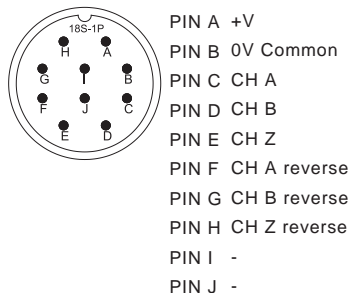 18S-1P
H A
G I B
F J C
E D
PIN A +V
PIN B 0V Common
PIN C CH A
PIN D CH B
PIN E CH Z
PIN F CH A reverse
PIN G CH B reverse
PIN H CH Z reverse
PIN I -
PIN J -